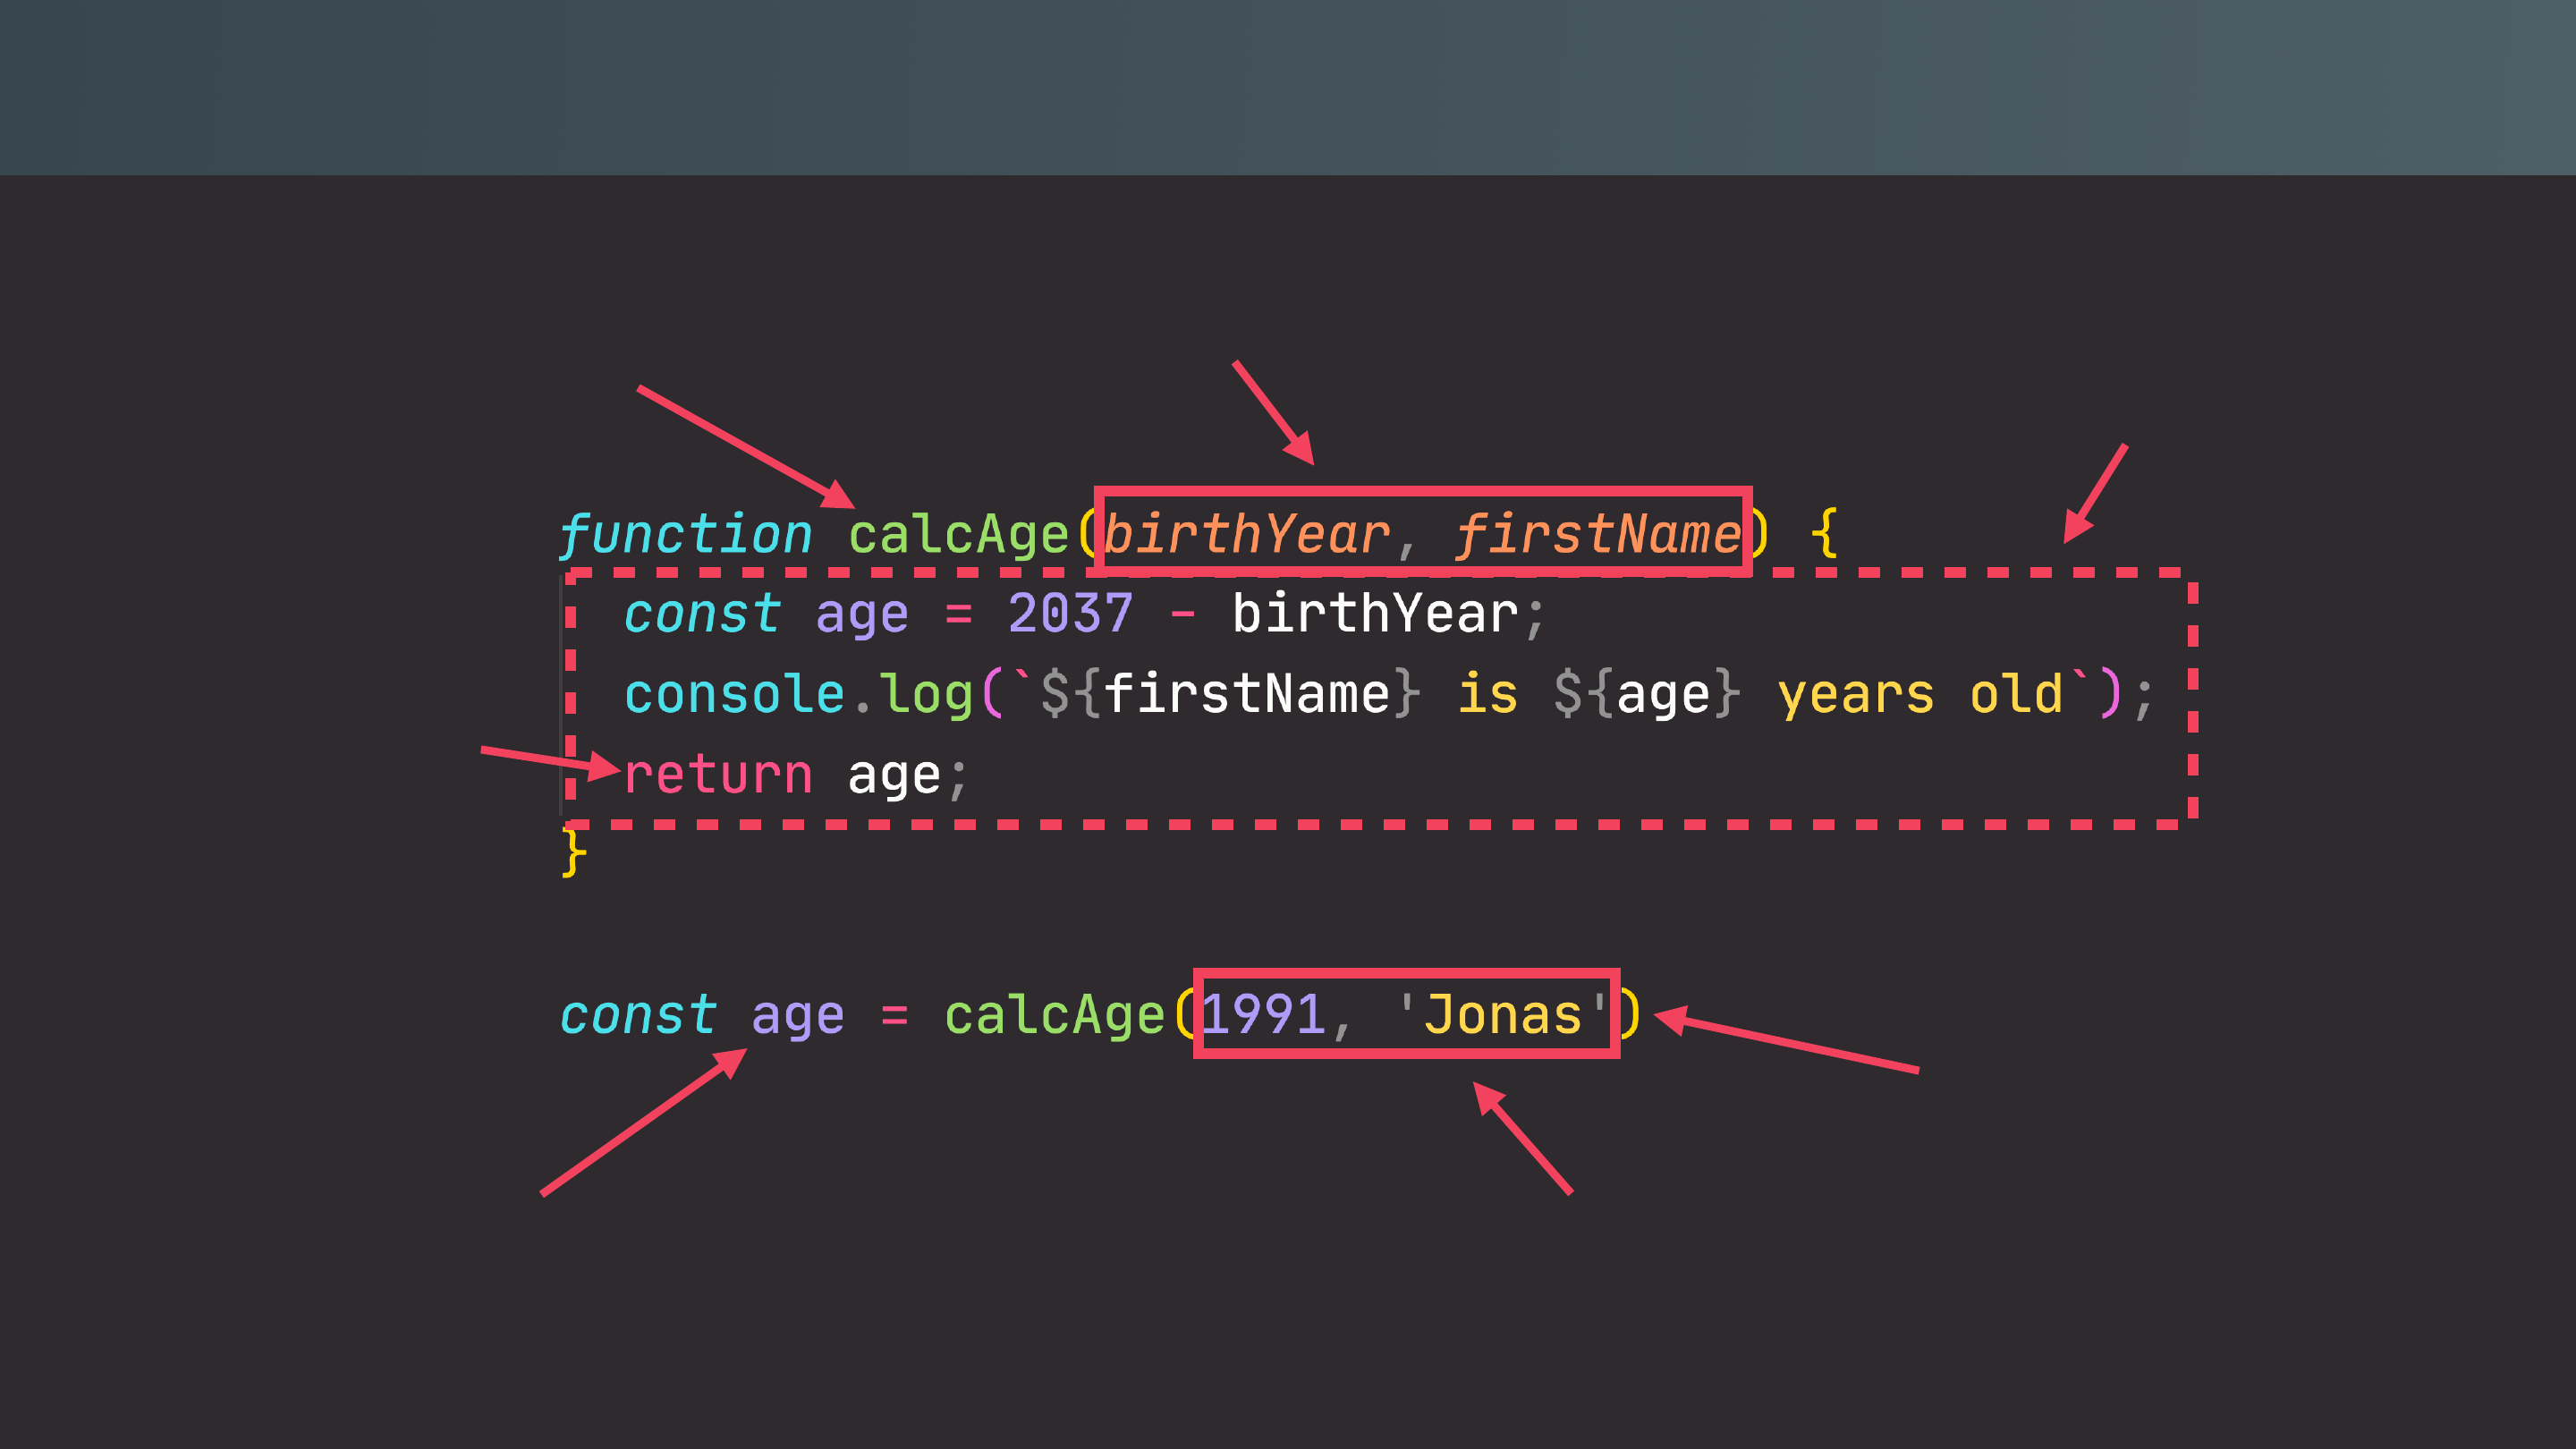 function calcAge(birthYear, firstName) {
const age = 2037 - birthYear;
console.log(`${firstName} is ${age} years old`);
return age;
}
const age = calcAge(1991, 'Jonas')